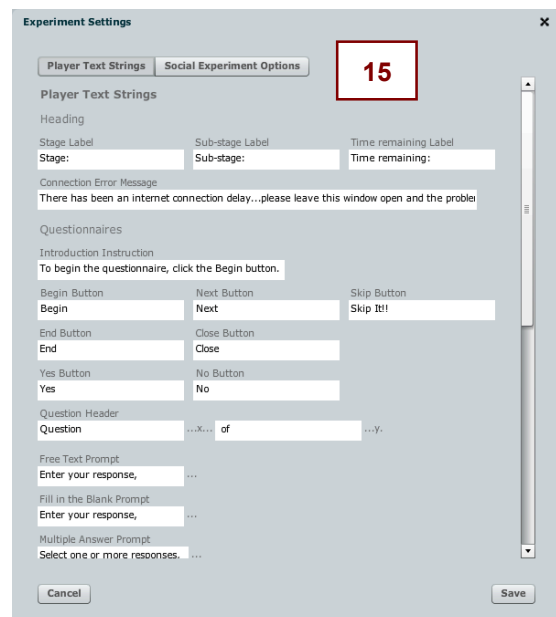 Experiment Settings
Player Text Strings Social Experiment Options
15
Player Text Strings
Heading
Stage Label Sub-stage Label Time remaining Label
Stage: Sub-stage: Time remaining:
Connection Error Message
There has been an internet connection delay...please leave this window open and the
Questionnaires
Introduction Instruction
To begin the questionnaire, click the Begin button.
Begin Button Next Button Skip Button
Begin Next Skip It!!
End Button Close Button
End Close
Yes Button No Button
Yes No
Question Header
Question ...x... of ...y.
Free Text Prompt
Enter your response, ...
Fill in the Blank Prompt
Enter your response, ...
Multiple Answer Prompt
Select one or more responses, ...
Cancel Save